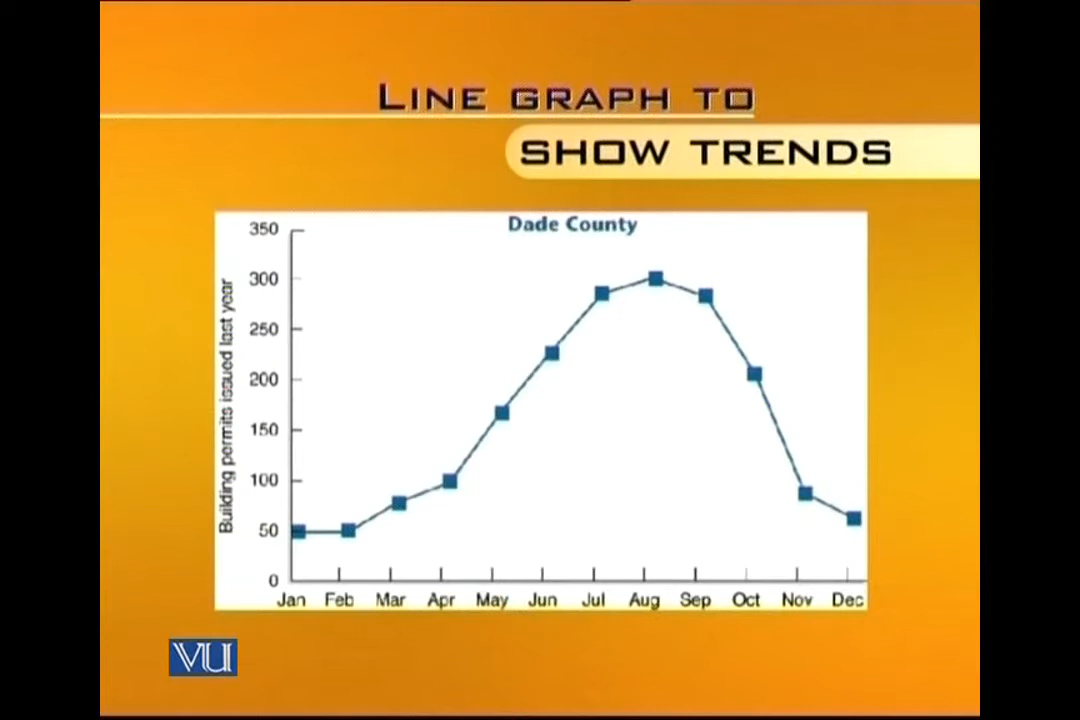 LINE GRAPH TO
SHOW TRENDS
Dade County
Building permits issued last year
350
300
250
200
150
100
50
0
Jan Feb Mar Apr May Jun Jul Aug Sep Oct Nov Dec
VU